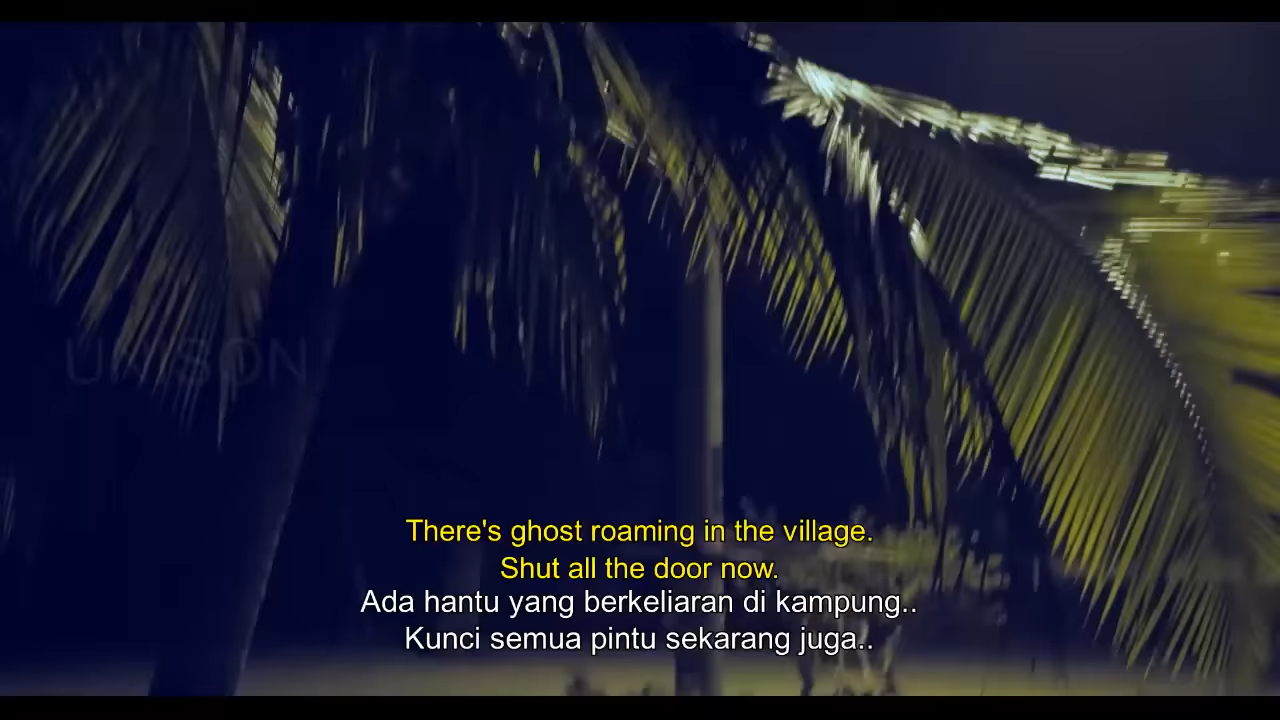 UNISON
There's ghost roaming in the village.
Shut all the door now.
Ada hantu yang berkeliaran di kampung..
Kunci semua pintu sekarang juga..